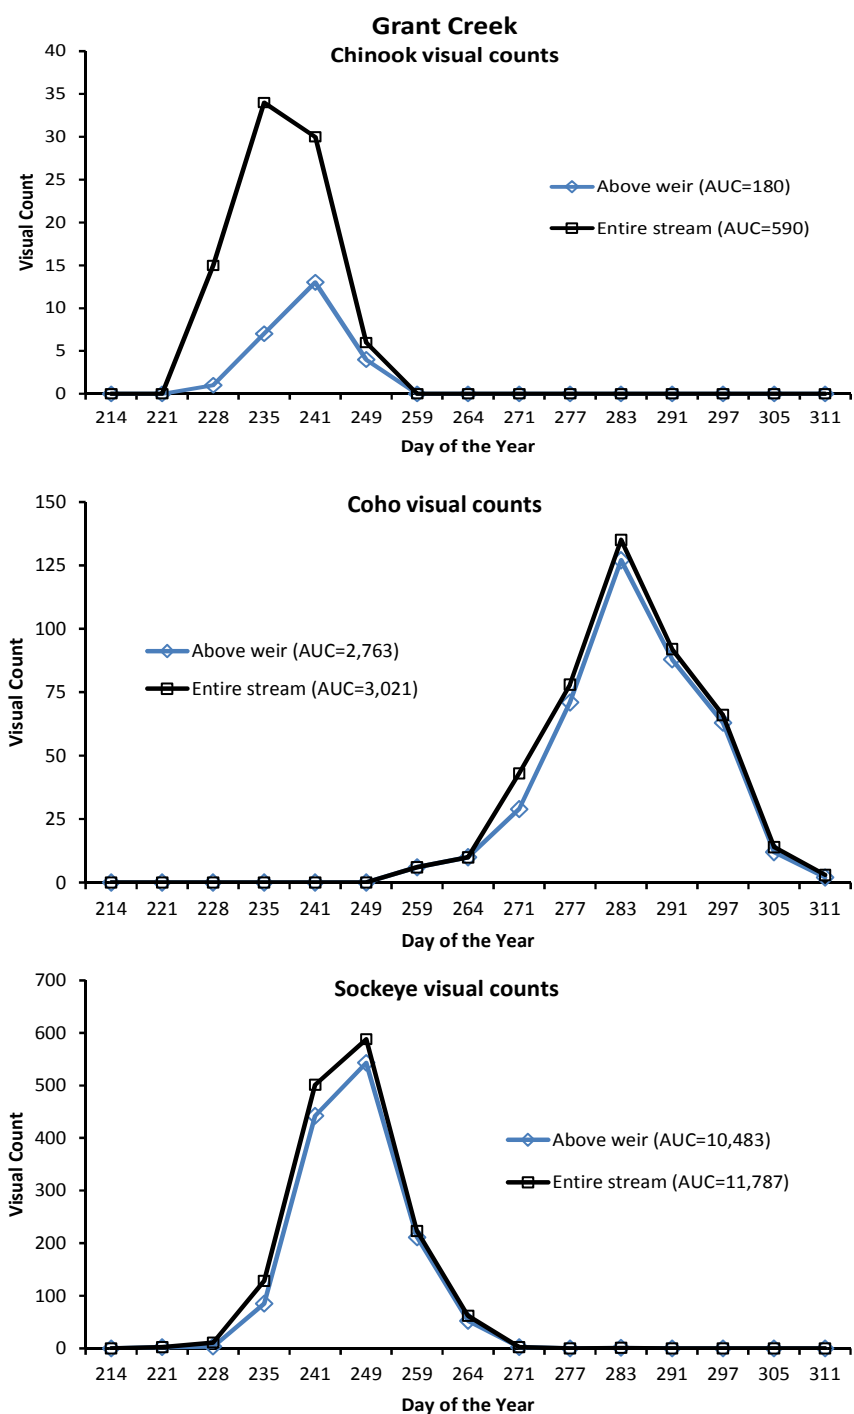 Grant Creek
Chinook visual counts
40
35
30
25
20
15
10
5
0
Visual Count
Above weir (AUC=180)
Entire stream (AUC=590)
214 221 228 235 241 249 259 264 271 277 283 291 297 305 311
Day of the Year
Coho visual counts
150
125
100
75
50
25
0
Visual Count
Above weir (AUC=2,763)
Entire stream (AUC=3,021)
214 221 228 235 241 249 259 264 271 277 283 291 297 305 311
Day of the Year
Sockeye visual counts
700
600
500
400
300
200
100
0
Visual Count
Above weir (AUC=10,483)
Entire stream (AUC=11,787)
214 221 228 235 241 249 259 264 271 277 283 291 297 305 311
Day of the Year